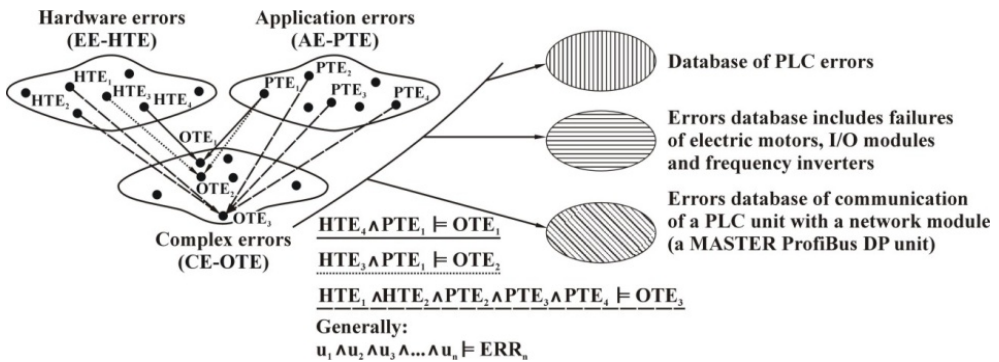 Hardware errors
(EE-HTE)
Application errors
(AE-PTE)
HTE₁
HTE₂
HTE₃
HTE₄
PTE₁
PTE₂
PTE₃
PTE₄
OTE₁
OTE₂
OTE₃
Complex errors
(CE-OTE)
Database of PLC errors
Errors database includes failures
of electric motors, I/O modules
and frequency inverters
Errors database of communication
of a PLC unit with a network module
(a MASTER ProfiBus DP unit)
HTE₄ ∧ PTE₁ ⊨ OTE₁
HTE₃ ∧ PTE₁ ⊨ OTE₂
HTE₁ ∧ HTE₂ ∧ PTE₂ ∧ PTE₃ ∧ PTE₄ ⊨ OTE₃
Generally:
u₁ ∧ u₂ ∧ u₃ ∧ ... ∧ uₙ ⊨ ERRₙ